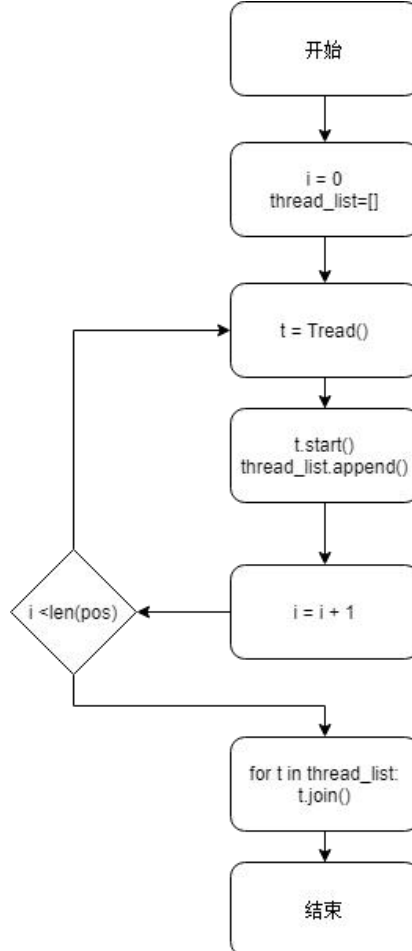 开始
i = 0
thread_list=[]
t = Tread()
t.start()
thread_list.append()
i <len(pos)
i = i + 1
for t in thread_list:
t.join()
结束